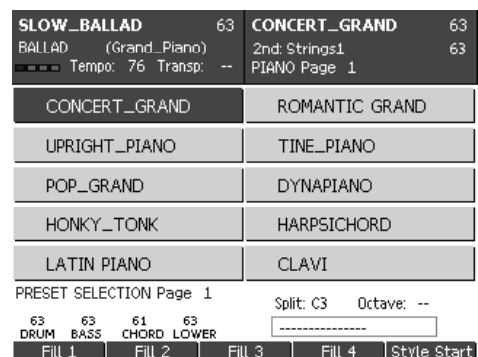 SLOW_BALLAD 63
BALLAD (Grand_Piano)
Tempo: 76 Transp: --
CONCERT_GRAND 63
2nd: Strings1 63
PIANO Page 1
CONCERT_GRAND ROMANTIC GRAND
UPRIGHT_PIANO TINE_PIANO
POP_GRAND DYNAPIANO
HONKY_TONK HARPSICHORD
LATIN PIANO CLAVI
PRESET SELECTION Page 1
Split: C3 Octave: --
63 63 61 63
DRUM BASS CHORD LOWER
---------------
Fill 1 Fill 2 Fill 3 Fill 4 Style Start